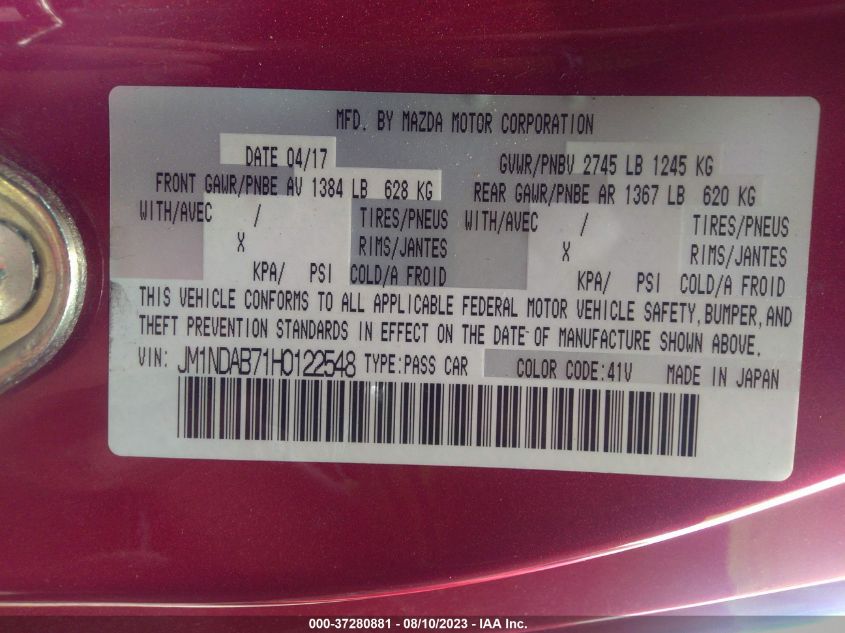 MFD. BY MAZDA MOTOR CORPORATION
DATE 04/17 GVWR/PNBV 2745 LB 1245 KG
FRONT GAWR/PNBE AV 1384 LB 628 KG REAR GAWR/PNBE AR 1367 LB 620 KG
WITH/AVEC / TIRES/PNEUS WITH/AVEC / TIRES/PNEUS
X RIMS/JANTES X RIMS/JANTES
KPA/ PSI COLD/A FROID KPA/ PSI COLD/A FROID
THIS VEHICLE CONFORMS TO ALL APPLICABLE FEDERAL MOTOR VEHICLE SAFETY, BUMPER, AND
THEFT PREVENTION STANDARDS IN EFFECT ON THE DATE OF MANUFACTURE SHOWN ABOVE.
VIN: JM1NDAB71H0122548 TYPE:PASS CAR COLOR CODE:41V MADE IN JAPAN
000-37280881 - 08/10/2023 - IAA Inc.